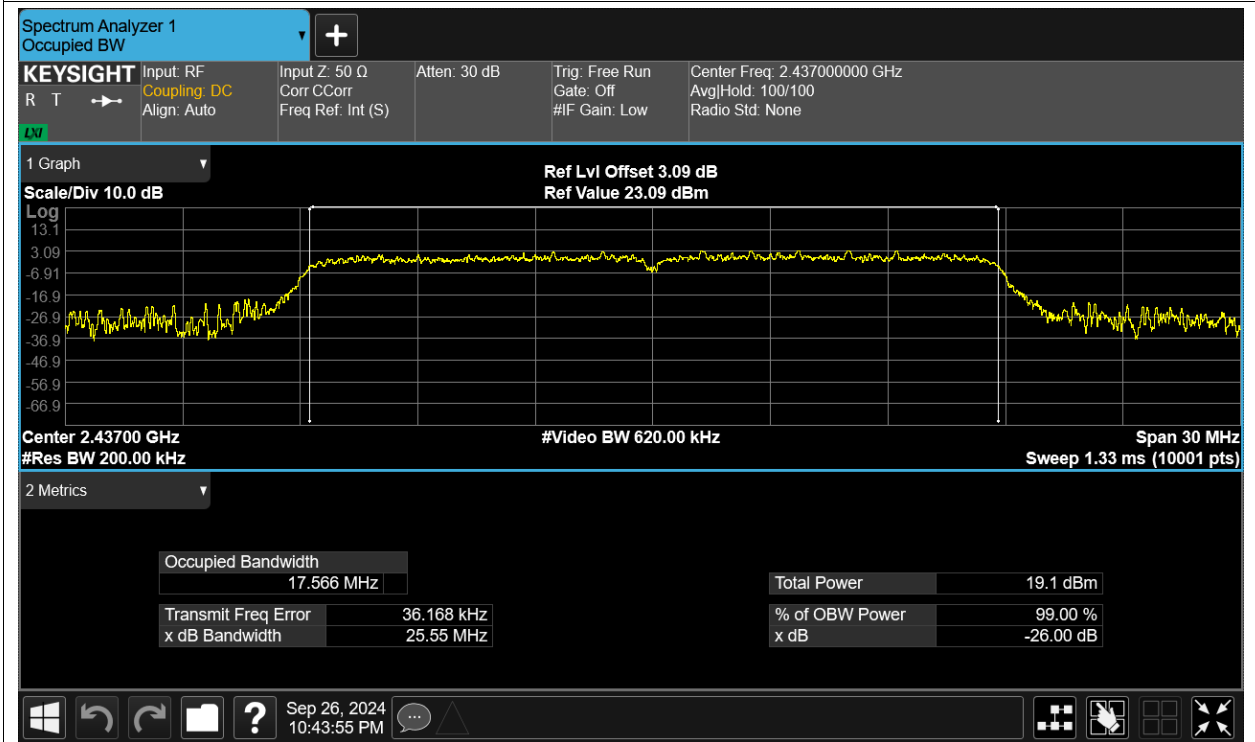 Spectrum Analyzer 1
Occupied BW
KEYSIGHT
R T
LXI
Input: RF
Coupling: DC
Align: Auto
Input Z: 50 Ω
Corr CCorr
Freq Ref: Int (S)
Atten: 30 dB
Trig: Free Run
Gate: Off
#IF Gain: Low
Center Freq: 2.437000000 GHz
Avg|Hold: 100/100
Radio Std: None
1 Graph
Scale/Div 10.0 dB
Ref Lvl Offset 3.09 dB
Ref Value 23.09 dBm
Log
13.1
3.09
-6.91
-16.9
-26.9
-36.9
-46.9
-56.9
-66.9
Center 2.43700 GHz
#Video BW 620.00 kHz
Span 30 MHz
#Res BW 200.00 kHz
Sweep 1.33 ms (10001 pts)
2 Metrics
Occupied Bandwidth
17.566 MHz
Total Power 19.1 dBm
Transmit Freq Error 36.168 kHz
% of OBW Power 99.00 %
x dB Bandwidth 25.55 MHz
x dB -26.00 dB
?
Sep 26, 2024
10:43:55 PM